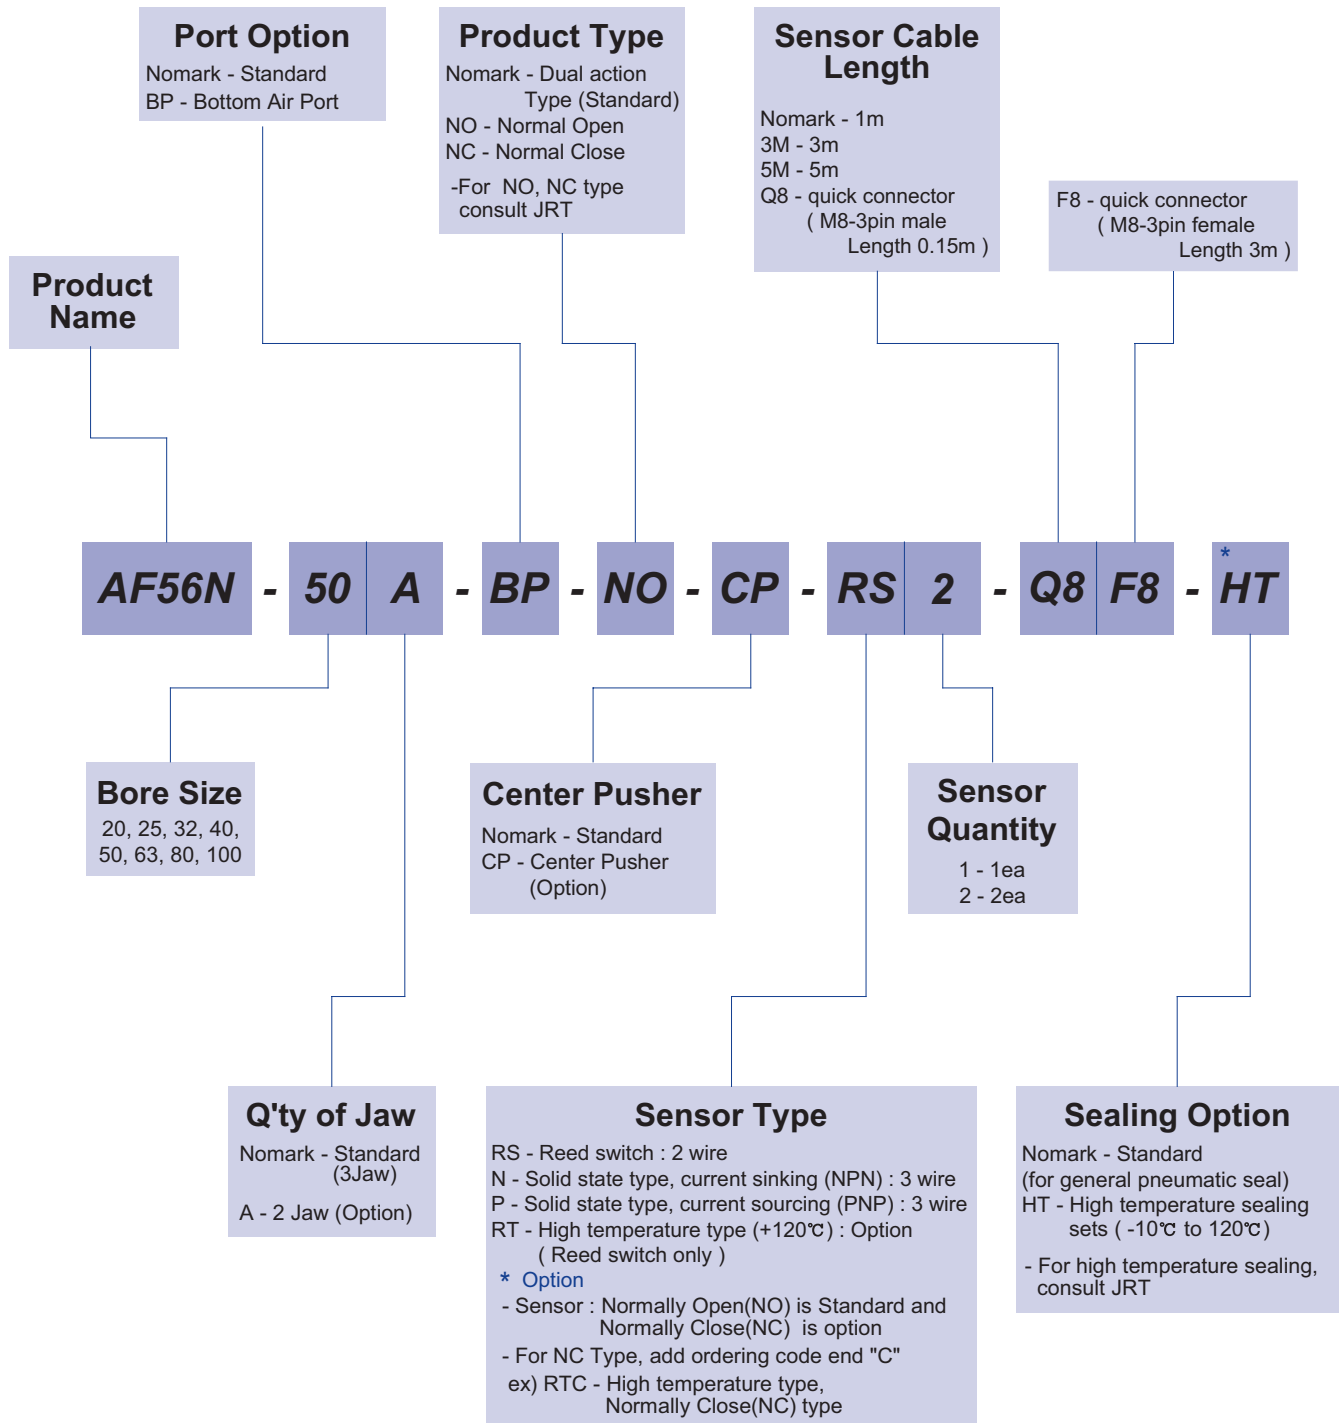 Port Option
Nomark - Standard
BP - Bottom Air Port
Product Type
Nomark - Dual action
Type (Standard)
NO - Normal Open
NC - Normal Close
-For NO, NC type
consult JRT
Sensor Cable
Length
Nomark - 1m
3M - 3m
5M - 5m
Q8 - quick connector
( M8-3pin male
Length 0.15m )
F8 - quick connector
( M8-3pin female
Length 3m )
Product
Name
AF56N - 50 A - BP - NO - CP - RS 2 - Q8 F8 - *HT
Bore Size
20, 25, 32, 40,
50, 63, 80, 100
Center Pusher
Nomark - Standard
CP - Center Pusher
(Option)
Sensor
Quantity
1 - 1ea
2 - 2ea
Q'ty of Jaw
Nomark - Standard
(3Jaw)
A - 2 Jaw (Option)
Sensor Type
RS - Reed switch : 2 wire
N - Solid state type, current sinking (NPN) : 3 wire
P - Solid state type, current sourcing (PNP) : 3 wire
RT - High temperature type (+120℃) : Option
( Reed switch only )
* Option
- Sensor : Normally Open(NO) is Standard and
Normally Close(NC) is option
- For NC Type, add ordering code end "C"
ex) RTC - High temperature type,
Normally Close(NC) type
Sealing Option
Nomark - Standard
(for general pneumatic seal)
HT - High temperature sealing
sets ( -10℃ to 120℃)
- For high temperature sealing,
consult JRT